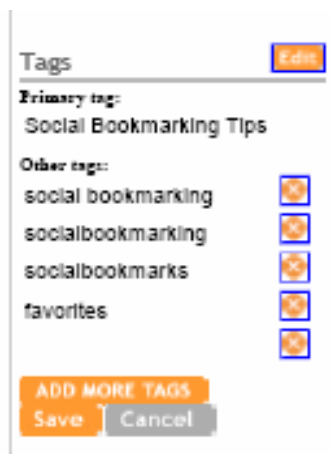 Tags
Edit
Primary tag:
Social Bookmarking Tips
Other tags:
social bookmarking
socialbookmarking
socialbookmarks
favorites
ADD MORE TAGS
Save Cancel